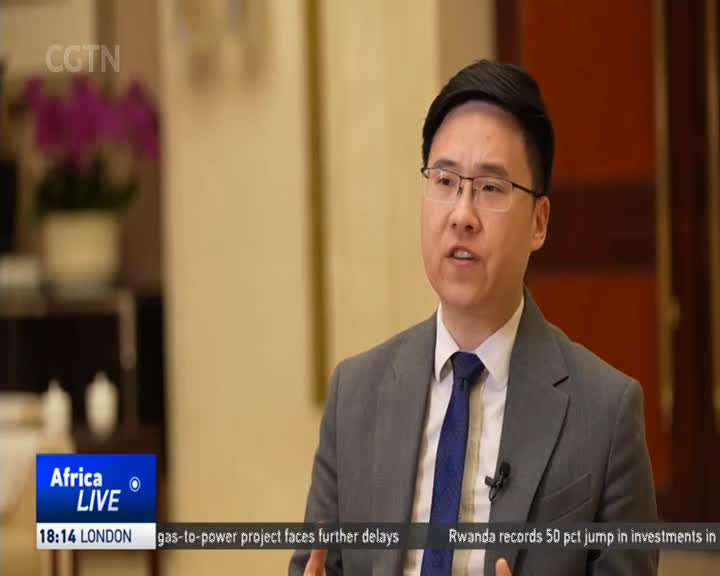 CGTN
Africa
LIVE
18:14 LONDON
gas-to-power project faces further delays
Rwanda records 50 pct jump in investments in